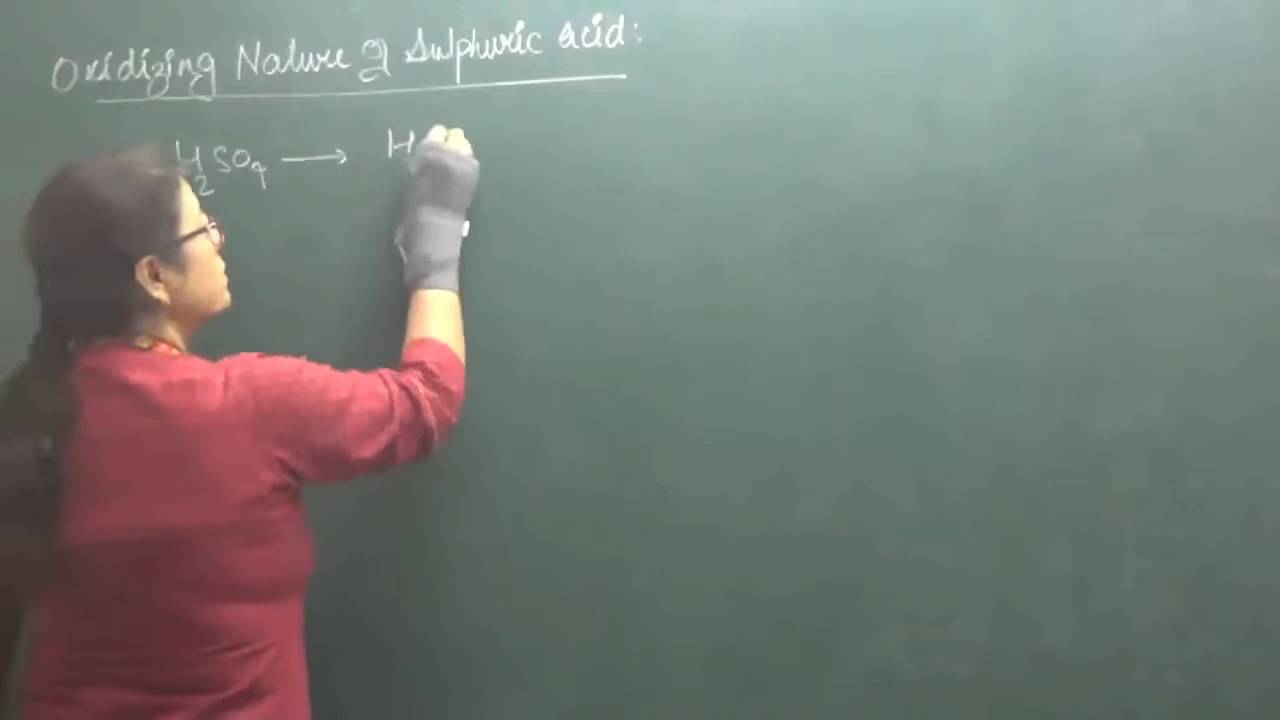 Oxidizing Nature of Sulphuric acid:
H₂SO₄ ⟶ H